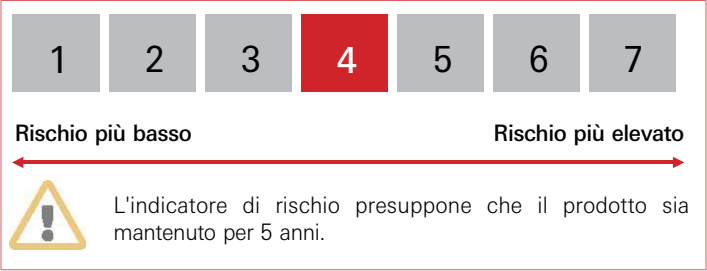 1 2 3 4 5 6 7
Rischio più basso Rischio più elevato
L'indicatore di rischio presuppone che il prodotto sia
mantenuto per 5 anni.